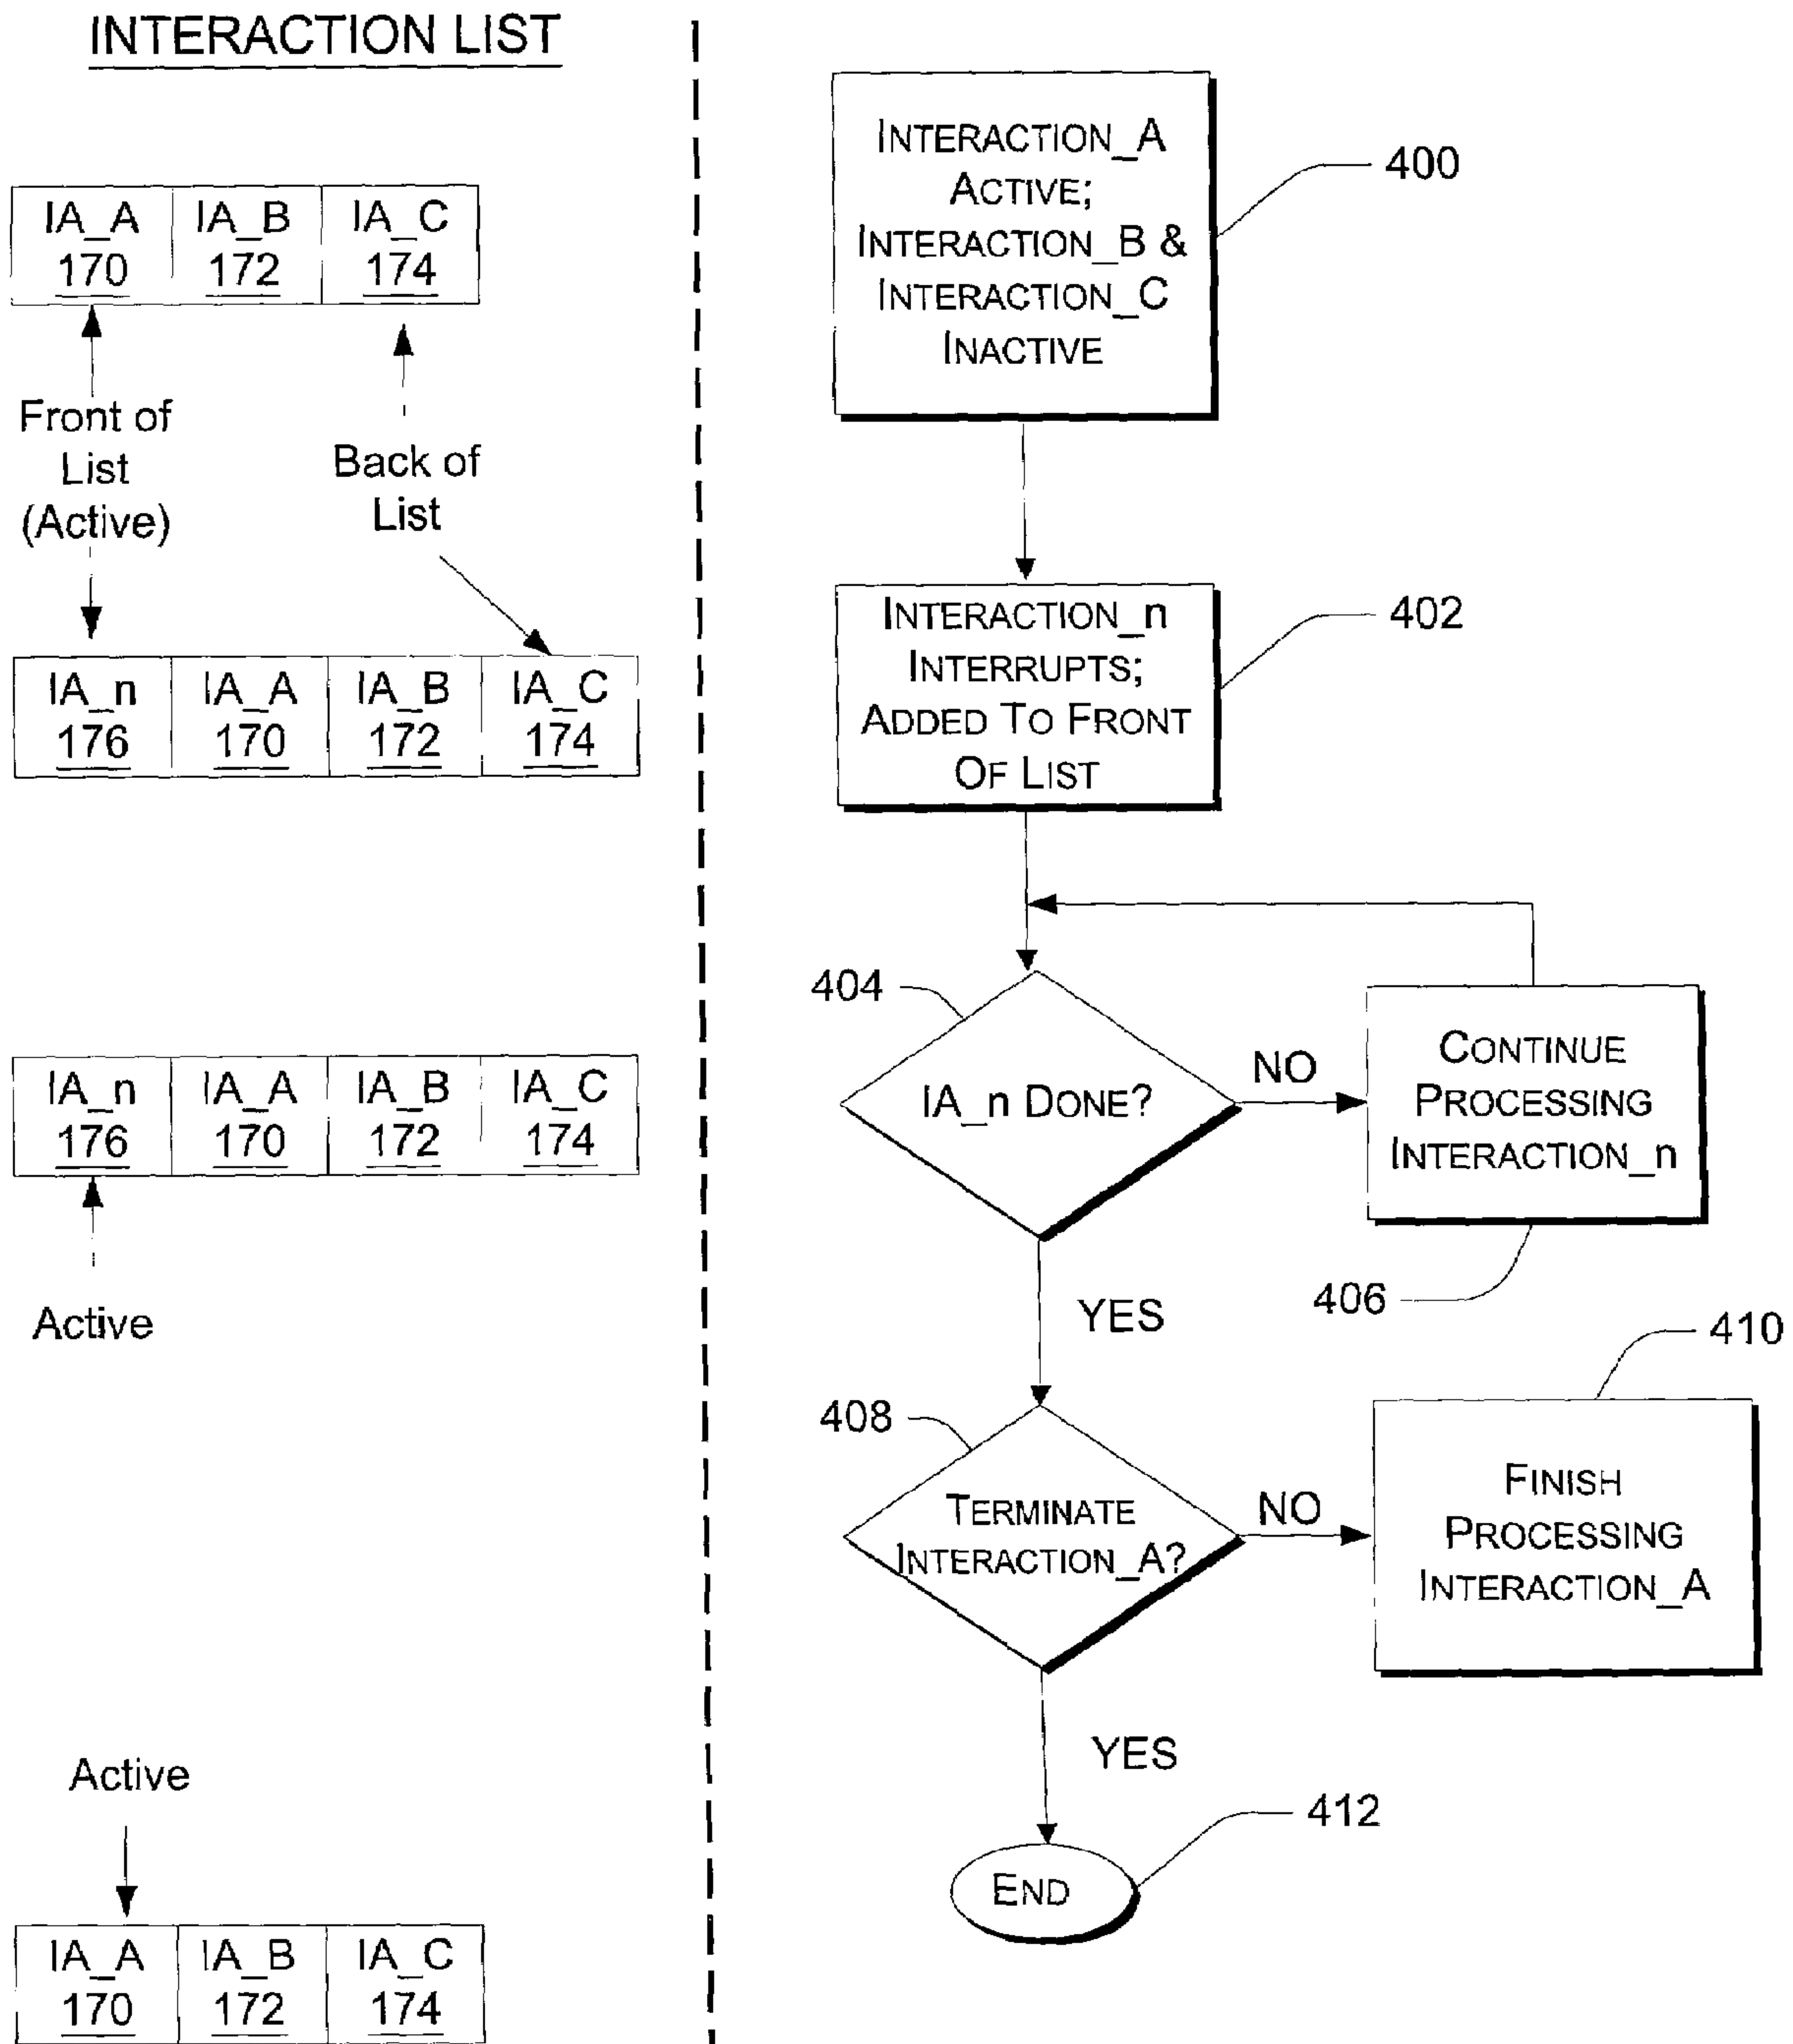 INTERACTION LIST
IA_A
170
IA_B
172
IA_C
174
Front of
List
(Active)
Back of
List
IA_n
176
IA_A
170
IA_B
172
IA_C
174
IA_n
176
IA_A
170
IA_B
172
IA_C
174
Active
Active
IA_A
170
IA_B
172
IA_C
174
INTERACTION_A
ACTIVE;
INTERACTION_B &
INTERACTION_C
INACTIVE
400
INTERACTION_n
INTERRUPTS;
ADDED TO FRONT
OF LIST
402
404
IA_n DONE?
NO
CONTINUE
PROCESSING
INTERACTION_n
406
YES
408
TERMINATE
INTERACTION_A?
NO
410
FINISH
PROCESSING
INTERACTION_A
YES
END
412